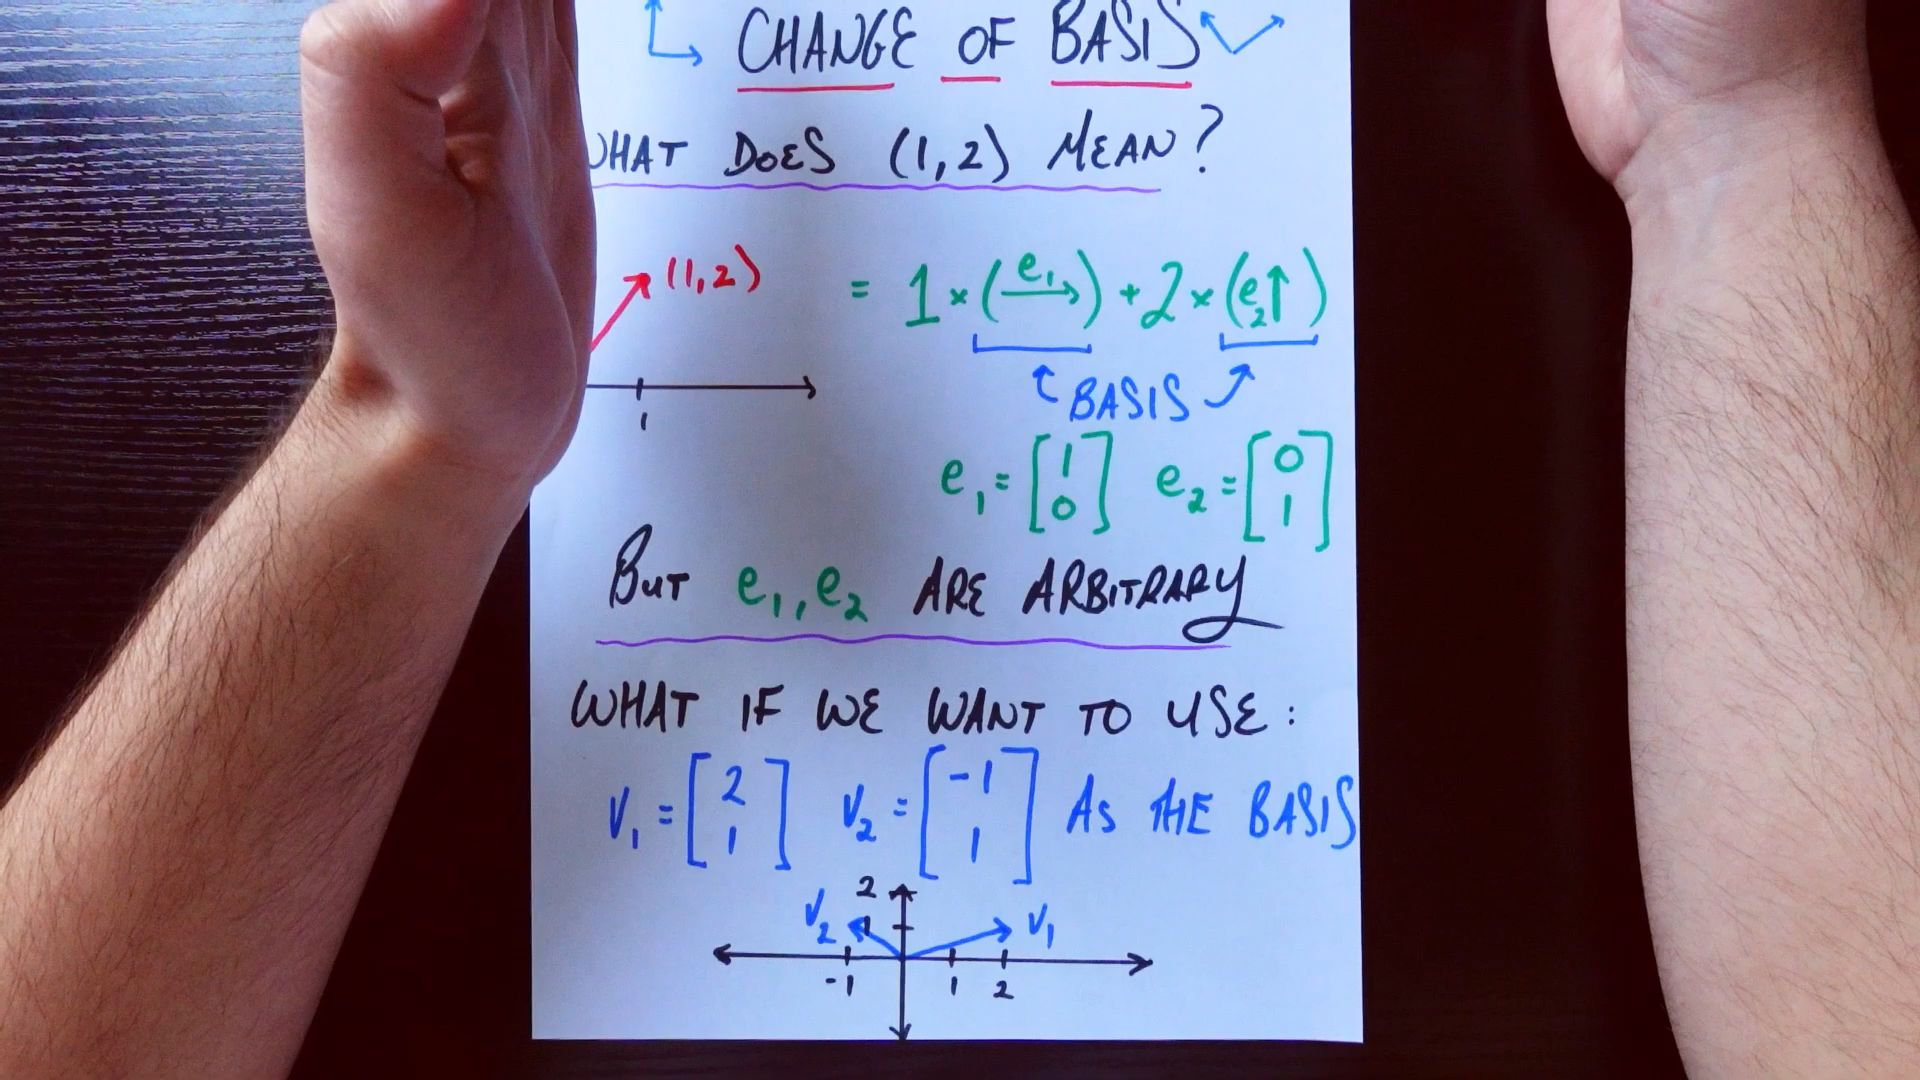 CHANGE OF BASIS
WHAT DOES (1,2) MEAN?
(1,2) = 1 × (e₁→) + 2 × (e₂↑)
1
BASIS
e₁ = [1 0] e₂ = [0 1]
BUT e₁, e₂ ARE ARBITRARY
WHAT IF WE WANT TO USE:
v₁ = [2 1] v₂ = [-1 1] AS THE BASIS
2
v₂ 1 v₁
-1 1 2